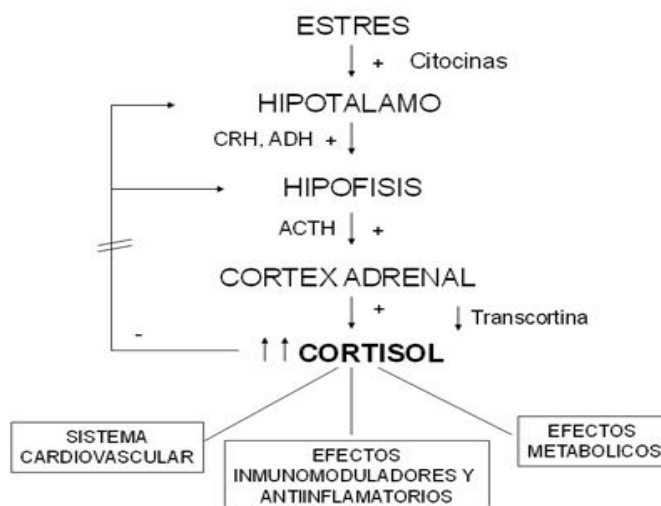 ESTRES
+ Citocinas
HIPOTALAMO
CRH, ADH +
HIPOFISIS
ACTH +
CORTEX ADRENAL
+ Transcortina
- CORTISOL
SISTEMA
CARDIOVASCULAR
EFECTOS
INMUNOMODULADORES Y
ANTIINFLAMATORIOS
EFECTOS
METABOLICOS